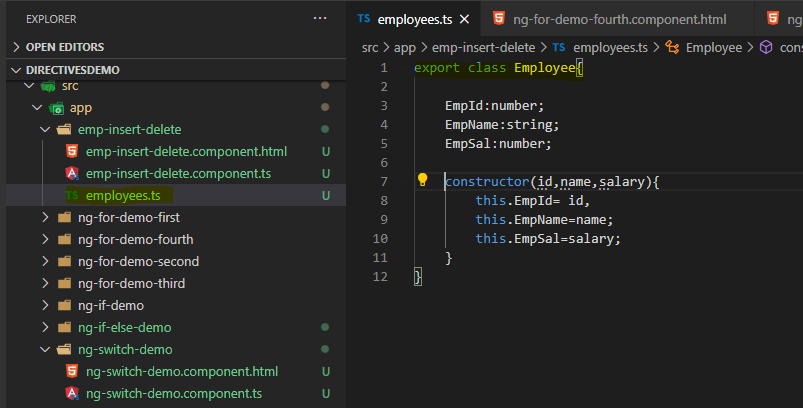 EXPLORER ...
OPEN EDITORS
DIRECTIVESDEMO
src
app
emp-insert-delete
emp-insert-delete.component.html U
emp-insert-delete.component.ts U
TS employees.ts U
ng-for-demo-first
ng-for-demo-fourth
ng-for-demo-second
ng-for-demo-third
ng-if-demo
ng-if-else-demo
ng-switch-demo
ng-switch-demo.component.html U
ng-switch-demo.component.ts U
TS employees.ts × ng-for-demo-fourth.component.html ng
src > app > emp-insert-delete > TS employees.ts > Employee > cons
1 export class Employee{
2
3 EmpId:number;
4 EmpName:string;
5 EmpSal:number;
6
7 constructor(id,name,salary){
8 this.EmpId= id,
9 this.EmpName=name;
10 this.EmpSal=salary;
11 }
12 }